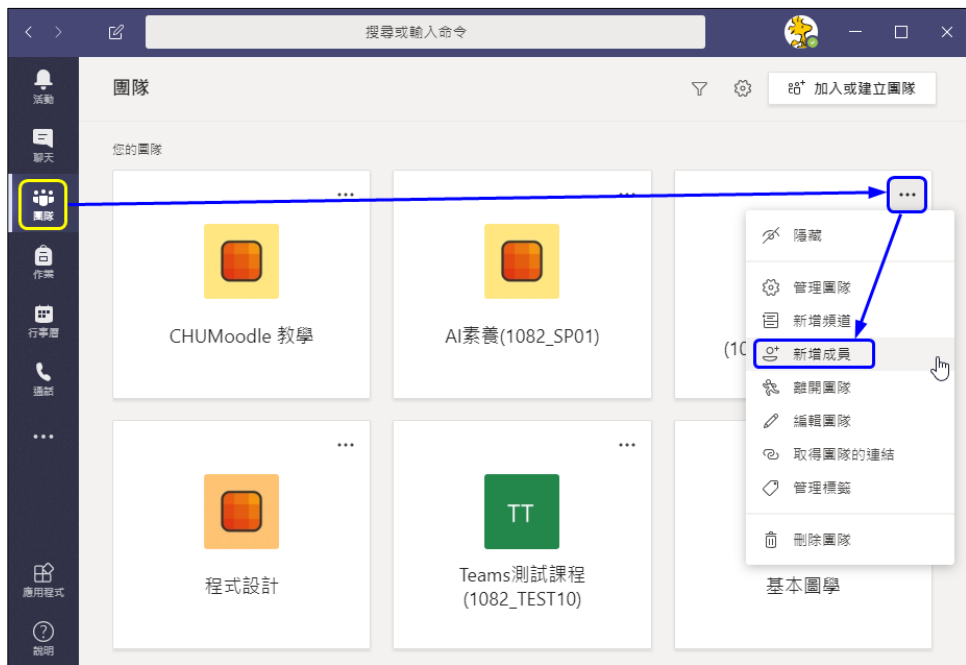 搜尋或輸入命令
活動
聊天
團隊
作業
行事曆
通話
應用程式
說明
團隊
加入或建立團隊
您的團隊
CHUMoodle 教學
AI素養(1082_SP01)
(10
隱藏
管理團隊
新增頻道
新增成員
離開團隊
編輯團隊
取得團隊的連結
管理標籤
刪除團隊
程式設計
TT
Teams測試課程
(1082_TEST10)
基本圖學